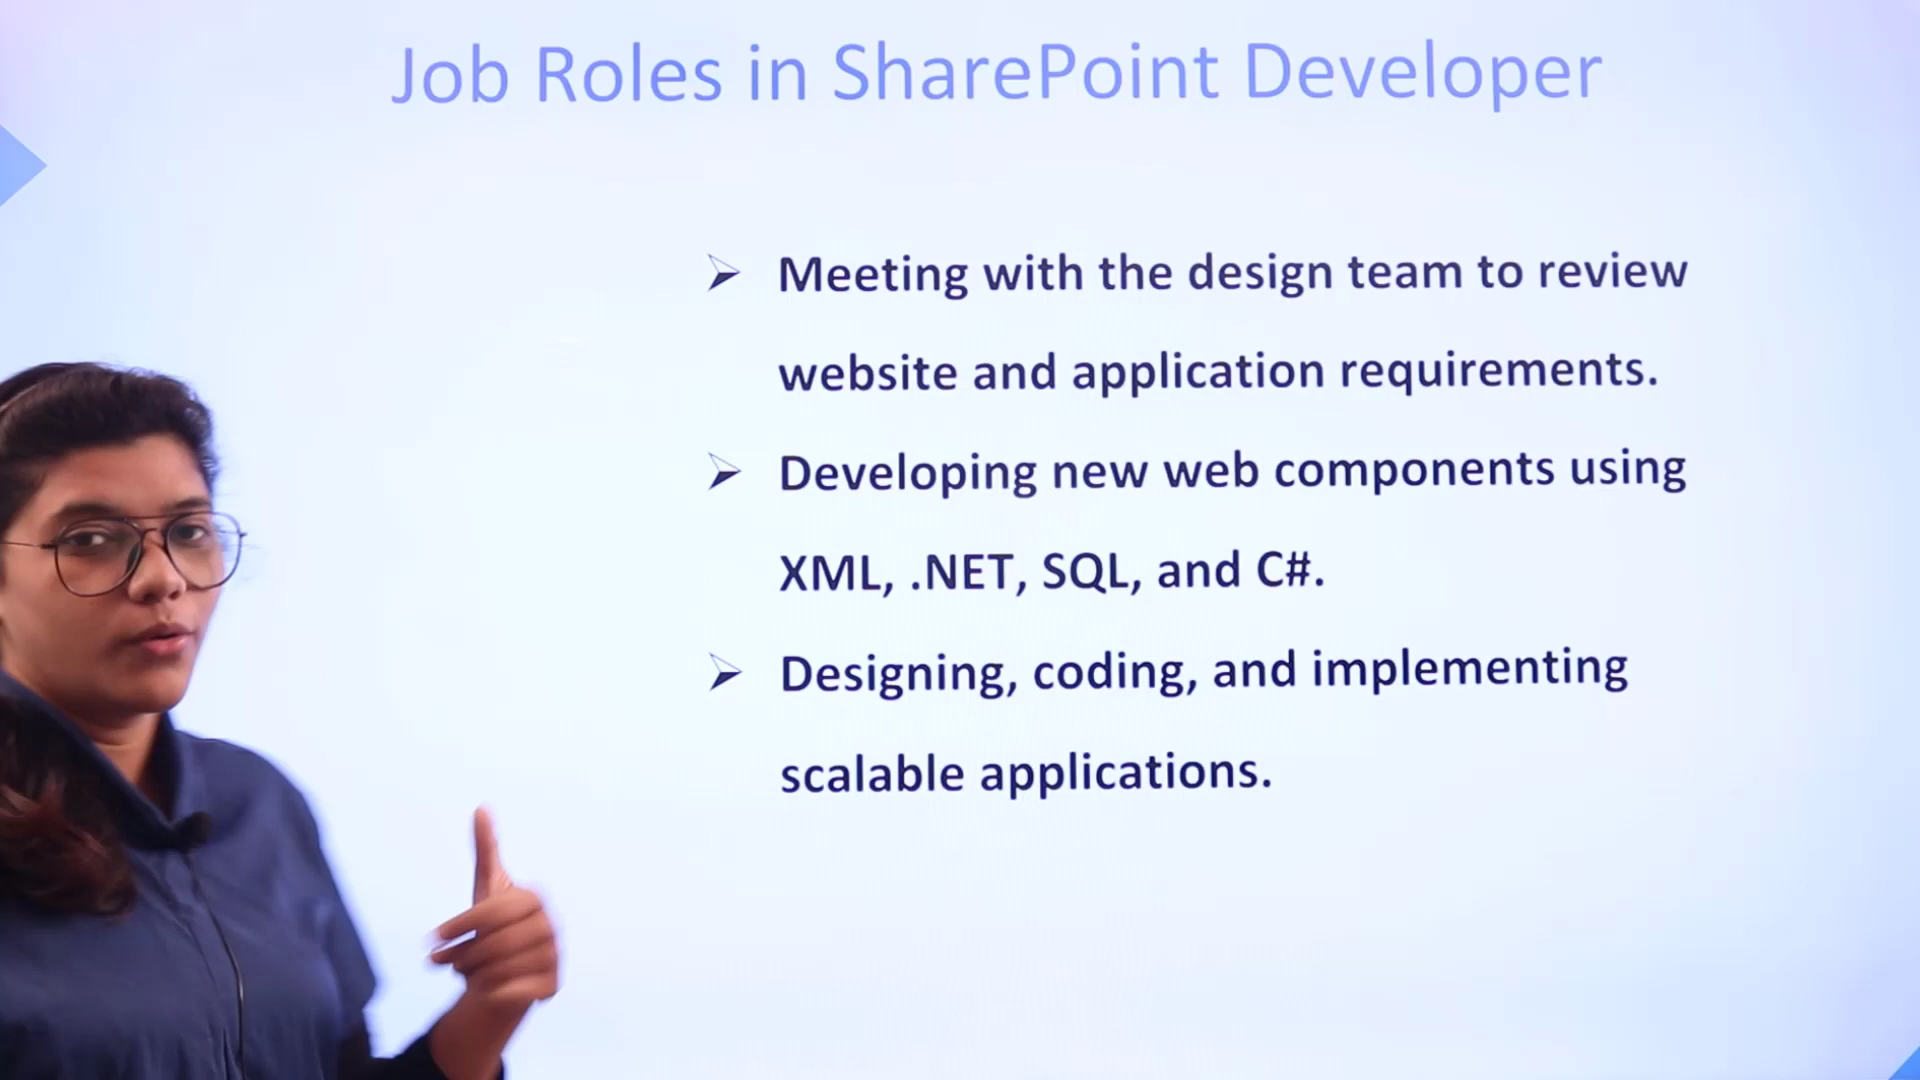 Job Roles in SharePoint Developer
Meeting with the design team to review
website and application requirements.
Developing new web components using
XML, .NET, SQL, and C#.
Designing, coding, and implementing
scalable applications.